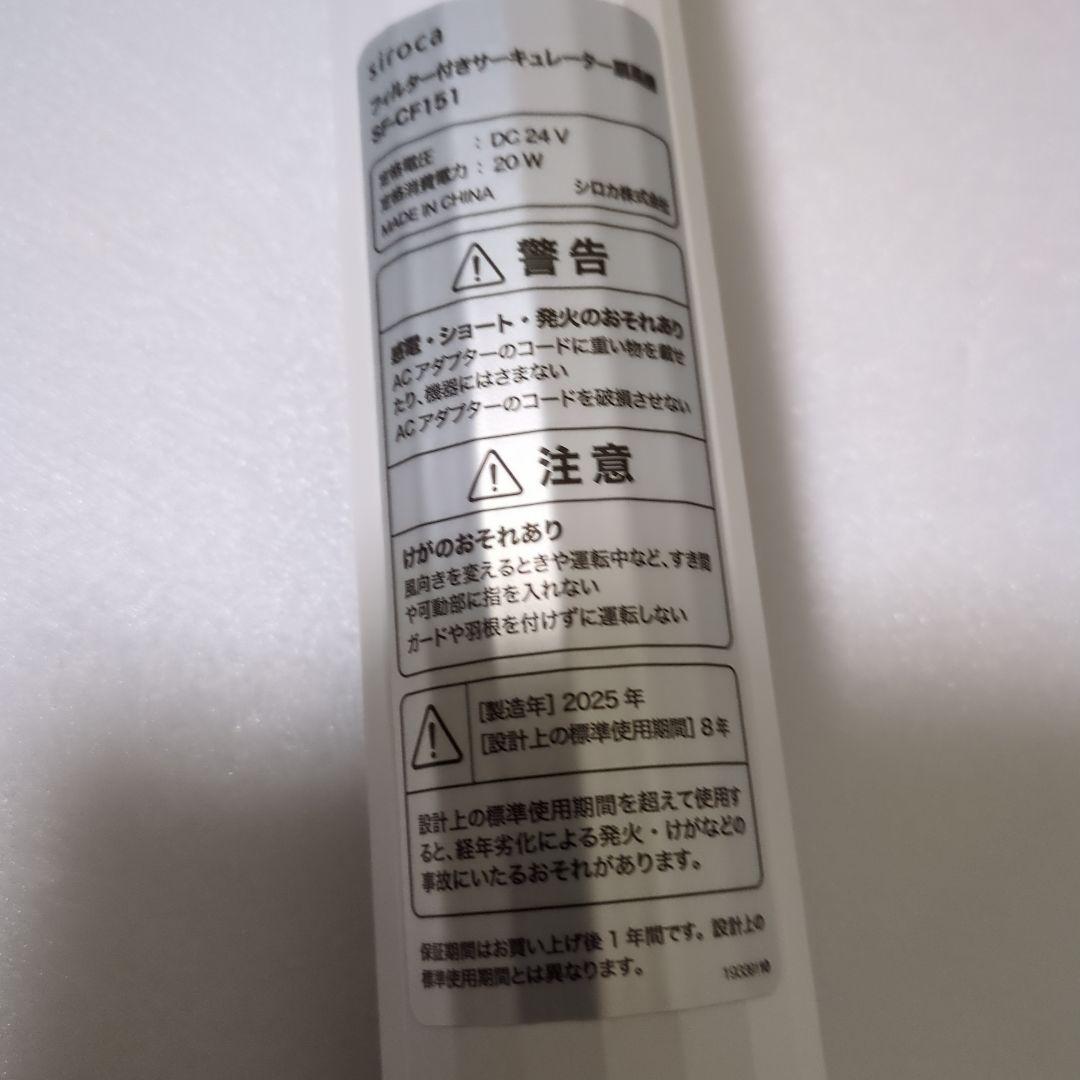 siroca
フィルター付きサーキュレーター扇風機
SF-CF151
定格電圧 : DC 24 V
定格消費電力 : 20 W
MADE IN CHINA シロカ株式会社
警告
感電・ショート・発火のおそれあり
ACアダプターのコードに重い物を載せ
たり、機器にはさまない
ACアダプターのコードを破損させない
注意
けがのおそれあり
風向きを変えるときや運転中など、すき間
や可動部に指を入れない
ガードや羽根を付けずに運転しない
[製造年] 2025 年
[設計上の標準使用期間] 8 年
設計上の標準使用期間を超えて使用す
ると、経年劣化による発火・けがなどの
事故にいたるおそれがあります。
保証期間はお買い上げ後 1 年間です。設計上の
標準使用期間とは異なります。